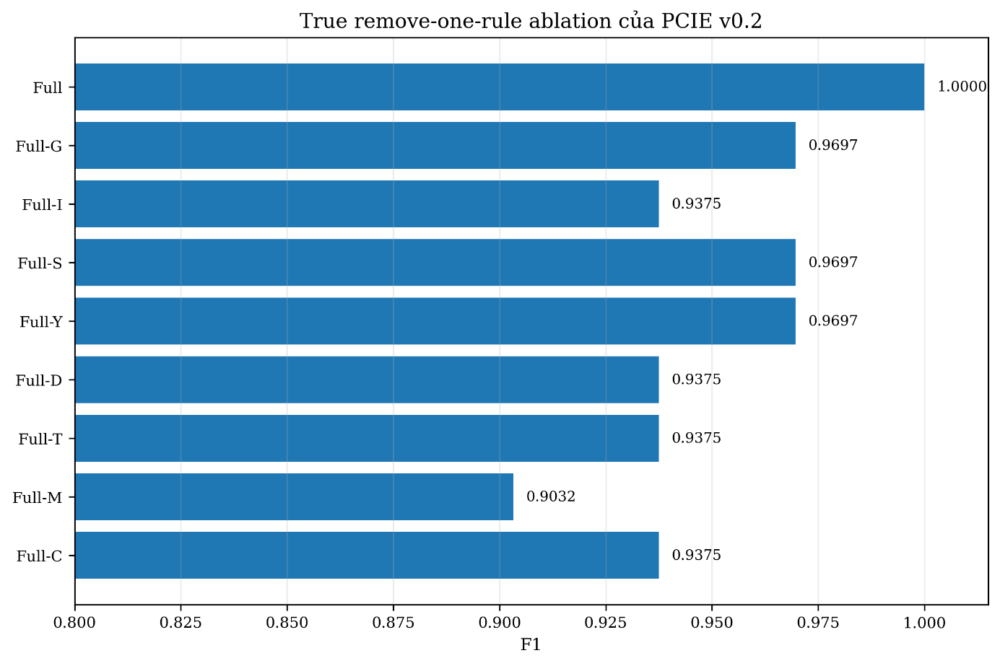 True remove-one-rule ablation của PCIE v0.2
Full
1.0000
Full-G
0.9697
Full-I
0.9375
Full-S
0.9697
Full-Y
0.9697
Full-D
0.9375
Full-T
0.9375
Full-M
0.9032
Full-C
0.9375
0.800 0.825 0.850 0.875 0.900 0.925 0.950 0.975 1.000
F1